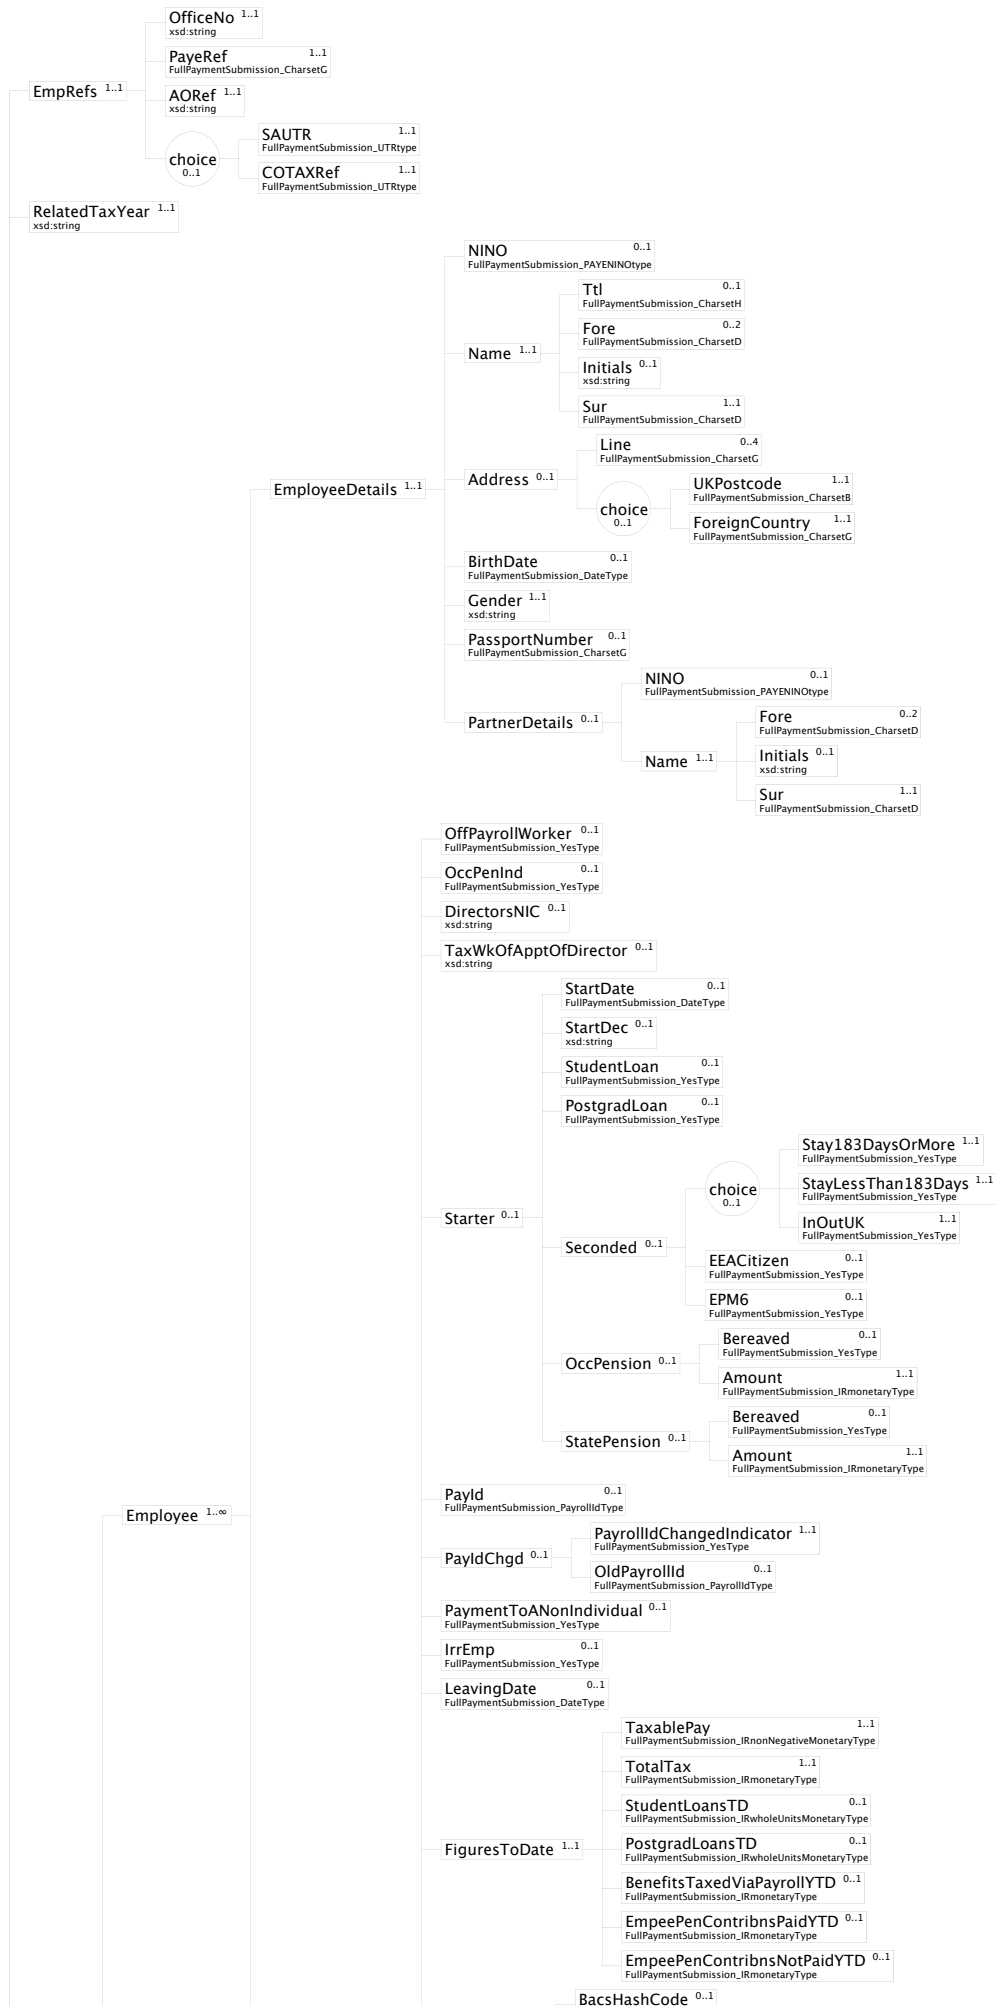 OfficeNo 1..1
xsd:string
PayeRef 1..1
FullPaymentSubmission_CharsetG
EmpRefs 1..1
AORef 1..1
xsd:string
choice
0..1
SAUTR 1..1
FullPaymentSubmission_UTRtype
COTAXRef 1..1
FullPaymentSubmission_UTRtype
RelatedTaxYear 1..1
xsd:string
NINO 0..1
FullPaymentSubmission_PAYENINOtype
Name 1..1
Ttl 0..1
FullPaymentSubmission_CharsetH
Fore 0..2
FullPaymentSubmission_CharsetD
Initials 0..1
xsd:string
Sur 1..1
FullPaymentSubmission_CharsetD
EmployeeDetails 1..1
Address 0..1
Line 0..4
FullPaymentSubmission_CharsetG
choice
0..1
UKPostcode 1..1
FullPaymentSubmission_CharsetB
ForeignCountry 1..1
FullPaymentSubmission_CharsetG
BirthDate 0..1
FullPaymentSubmission_DateType
Gender 1..1
xsd:string
PassportNumber 0..1
FullPaymentSubmission_CharsetG
PartnerDetails 0..1
NINO 0..1
FullPaymentSubmission_PAYENINOtype
Name 1..1
Fore 0..2
FullPaymentSubmission_CharsetD
Initials 0..1
xsd:string
Sur 1..1
FullPaymentSubmission_CharsetD
OffPayrollWorker 0..1
FullPaymentSubmission_YesType
OccPenInd 0..1
FullPaymentSubmission_YesType
DirectorsNIC 0..1
xsd:string
TaxWkOfApptOfDirector 0..1
xsd:string
Starter 0..1
StartDate 0..1
FullPaymentSubmission_DateType
StartDec 0..1
xsd:string
StudentLoan 0..1
FullPaymentSubmission_YesType
PostgradLoan 0..1
FullPaymentSubmission_YesType
Seconded 0..1
choice
0..1
Stay183DaysOrMore 1..1
FullPaymentSubmission_YesType
StayLessThan183Days 1..1
FullPaymentSubmission_YesType
InOutUK 1..1
FullPaymentSubmission_YesType
EEACitizen 0..1
FullPaymentSubmission_YesType
EPM6 0..1
FullPaymentSubmission_YesType
OccPension 0..1
Bereaved 0..1
FullPaymentSubmission_YesType
Amount 1..1
FullPaymentSubmission_IRmonetaryType
StatePension 0..1
Bereaved 0..1
FullPaymentSubmission_YesType
Amount 1..1
FullPaymentSubmission_IRmonetaryType
Employee 1..∞
PayId 0..1
FullPaymentSubmission_PayrollIdType
PayIdChgd 0..1
PayrollIdChangedIndicator 1..1
FullPaymentSubmission_YesType
OldPayrollId 0..1
FullPaymentSubmission_PayrollIdType
PaymentToANonIndividual 0..1
FullPaymentSubmission_YesType
IrrEmp 0..1
FullPaymentSubmission_YesType
LeavingDate 0..1
FullPaymentSubmission_DateType
FiguresToDate 1..1
TaxablePay 1..1
FullPaymentSubmission_IRnonNegativeMonetaryType
TotalTax 1..1
FullPaymentSubmission_IRmonetaryType
StudentLoansTD 0..1
FullPaymentSubmission_IRwholeUnitsMonetaryType
PostgradLoansTD 0..1
FullPaymentSubmission_IRwholeUnitsMonetaryType
BenefitsTaxedViaPayrollYTD 0..1
FullPaymentSubmission_IRmonetaryType
EmpeePenContribnsPaidYTD 0..1
FullPaymentSubmission_IRmonetaryType
EmpeePenContribnsNotPaidYTD 0..1
FullPaymentSubmission_IRmonetaryType
BacsHashCode 0..1